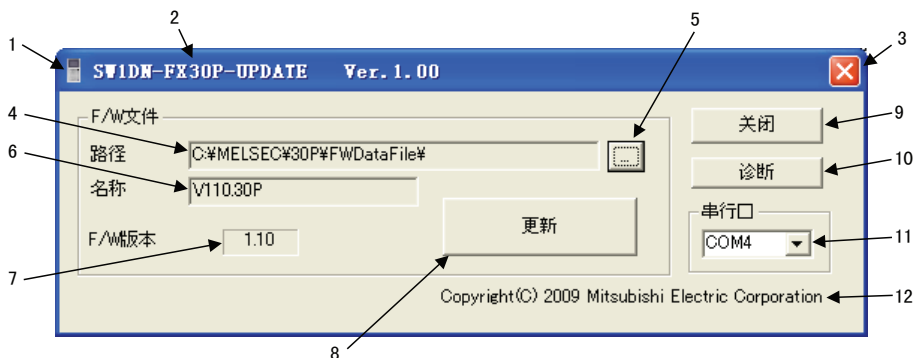 2
5
1
3
SW1DN-FX30P-UPDATE Ver.1.00
F/W文件
4
路径
C:¥MELSEC¥30P¥FWDataFile¥
...
关闭
9
6
名称
V110.30P
诊断
10
更新
串行口
F/W版本
1.10
COM4
11
7
Copyright(C) 2009 Mitsubishi Electric Corporation
12
8